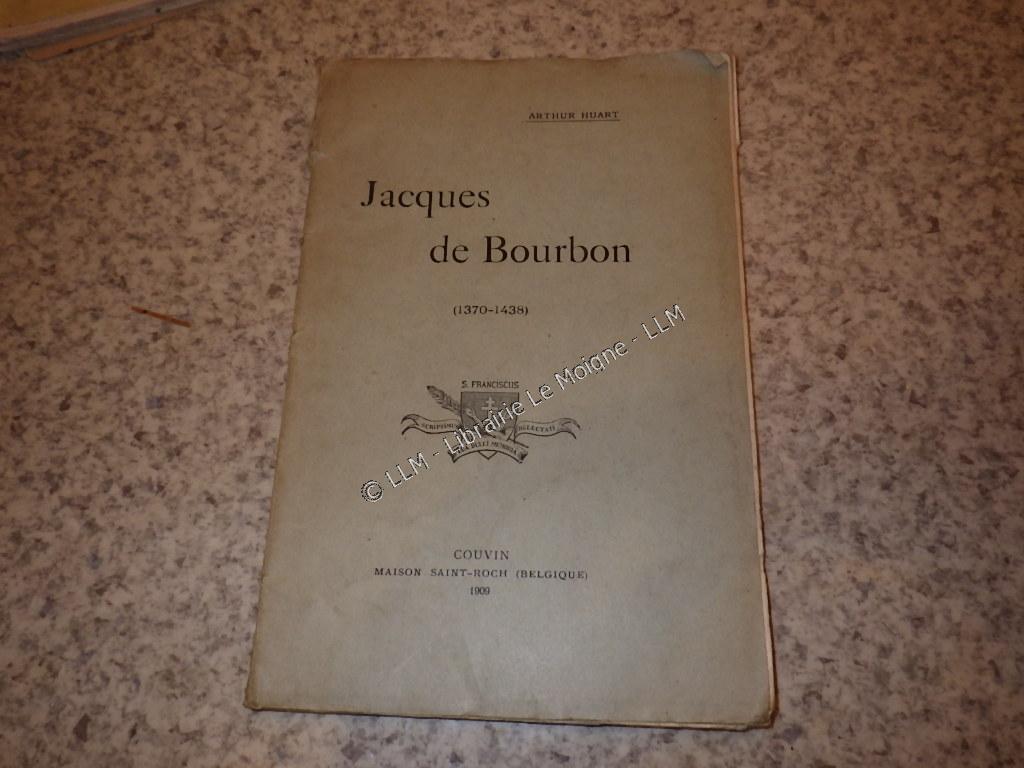 ARTHUR HUART
Jacques
de Bourbon
(1370-1438)
S. FRANCISCUS
© LLM - Librairie Le Moigne - LLM
COUVIN
MAISON SAINT-ROCH (BELGIQUE)
1909